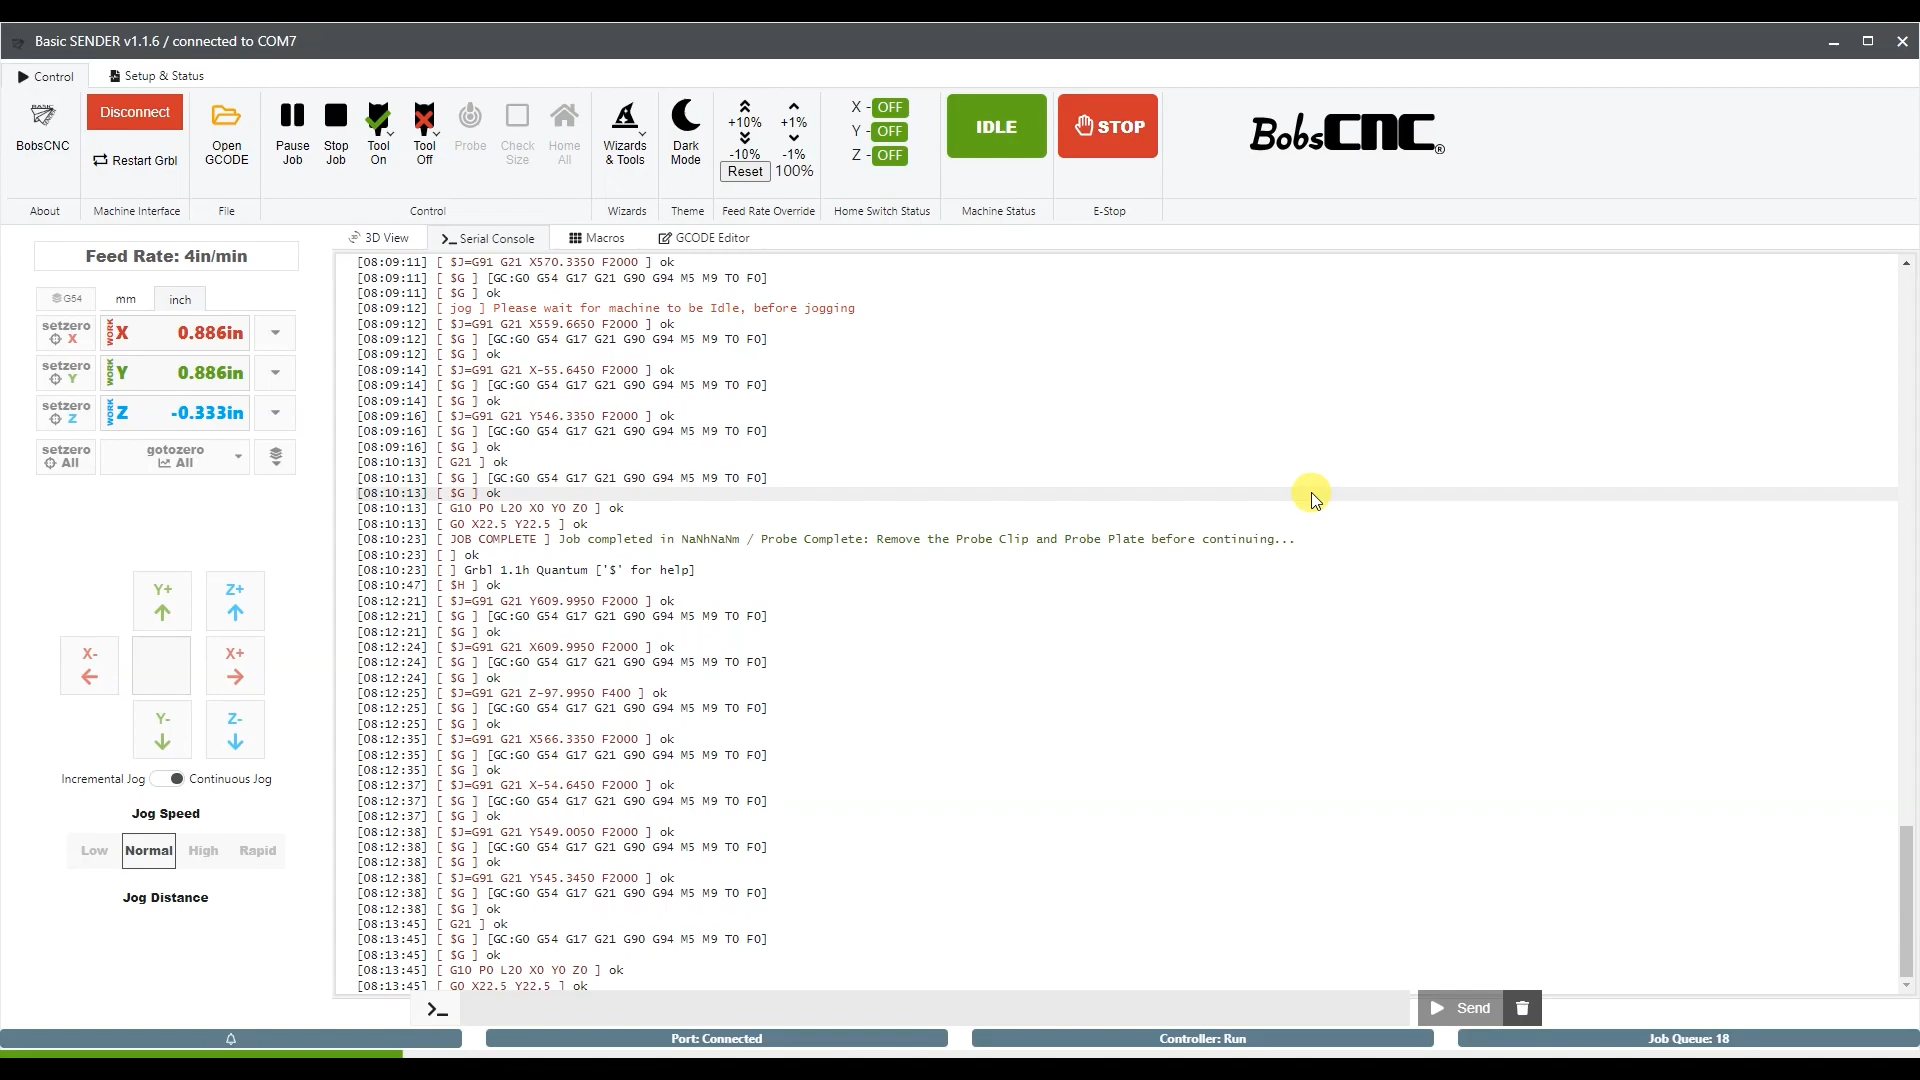 Basic SENDER v1.1.6 / connected to COM7
Control
Setup & Status
BobsCNC
Disconnect
Restart Grbl
Open GCODE
Pause Job
Stop Job
Tool On
Tool Off
Probe
Check Size
Home All
Wizards & Tools
Dark Mode
+10%
+1%
-10%
-1%
Reset
100%
X - OFF
Y - OFF
Z - OFF
IDLE
STOP
BobsCNC®
About
Machine Interface
File
Control
Wizards
Theme
Feed Rate Override
Home Switch Status
Machine Status
E-Stop
Feed Rate: 4in/min
G54
mm
inch
setzero X
WORK X 0.886in
setzero Y
WORK Y 0.886in
setzero Z
WORK Z -0.333in
setzero All
gotozero All
Y+
Z+
X-
X+
Y-
Z-
Incremental Jog
Continuous Jog
Jog Speed
Low
Normal
High
Rapid
Jog Distance
3D View
Serial Console
Macros
GCODE Editor
[08:09:11] [ $J=G91 G21 X570.3350 F2000 ] ok
[08:09:11] [ $G ] [GC:G0 G54 G17 G21 G90 G94 M5 M9 T0 F0]
[08:09:11] [ $G ] ok
[08:09:12] [ jog ] Please wait for machine to be Idle, before jogging
[08:09:12] [ $J=G91 G21 X559.6650 F2000 ] ok
[08:09:12] [ $G ] [GC:G0 G54 G17 G21 G90 G94 M5 M9 T0 F0]
[08:09:12] [ $G ] ok
[08:09:14] [ $J=G91 G21 X-55.6450 F2000 ] ok
[08:09:14] [ $G ] [GC:G0 G54 G17 G21 G90 G94 M5 M9 T0 F0]
[08:09:14] [ $G ] ok
[08:09:16] [ $J=G91 G21 Y546.3350 F2000 ] ok
[08:09:16] [ $G ] [GC:G0 G54 G17 G21 G90 G94 M5 M9 T0 F0]
[08:09:16] [ $G ] ok
[08:10:13] [ G21 ] ok
[08:10:13] [ $G ] [GC:G0 G54 G17 G21 G90 G94 M5 M9 T0 F0]
[08:10:13] [ $G ] ok
[08:10:13] [ G10 P0 L20 X0 Y0 Z0 ] ok
[08:10:13] [ G0 X22.5 Y22.5 ] ok
[08:10:23] [ JOB COMPLETE ] Job completed in NaNhNaNm / Probe Complete: Remove the Probe Clip and Probe Plate before continuing...
[08:10:23] [ ] ok
[08:10:23] [ ] Grbl 1.1h Quantum ['$' for help]
[08:10:47] [ $H ] ok
[08:12:21] [ $J=G91 G21 Y609.9950 F2000 ] ok
[08:12:21] [ $G ] [GC:G0 G54 G17 G21 G90 G94 M5 M9 T0 F0]
[08:12:21] [ $G ] ok
[08:12:24] [ $J=G91 G21 X609.9950 F2000 ] ok
[08:12:24] [ $G ] [GC:G0 G54 G17 G21 G90 G94 M5 M9 T0 F0]
[08:12:24] [ $G ] ok
[08:12:25] [ $J=G91 G21 Z-97.9950 F400 ] ok
[08:12:25] [ $G ] [GC:G0 G54 G17 G21 G90 G94 M5 M9 T0 F0]
[08:12:25] [ $G ] ok
[08:12:35] [ $J=G91 G21 X566.3350 F2000 ] ok
[08:12:35] [ $G ] [GC:G0 G54 G17 G21 G90 G94 M5 M9 T0 F0]
[08:12:35] [ $G ] ok
[08:12:37] [ $J=G91 G21 X-54.6450 F2000 ] ok
[08:12:37] [ $G ] [GC:G0 G54 G17 G21 G90 G94 M5 M9 T0 F0]
[08:12:37] [ $G ] ok
[08:12:38] [ $J=G91 G21 Y549.0050 F2000 ] ok
[08:12:38] [ $G ] [GC:G0 G54 G17 G21 G90 G94 M5 M9 T0 F0]
[08:12:38] [ $G ] ok
[08:12:38] [ $J=G91 G21 Y545.3450 F2000 ] ok
[08:12:38] [ $G ] [GC:G0 G54 G17 G21 G90 G94 M5 M9 T0 F0]
[08:12:38] [ $G ] ok
[08:13:45] [ G21 ] ok
[08:13:45] [ $G ] [GC:G0 G54 G17 G21 G90 G94 M5 M9 T0 F0]
[08:13:45] [ $G ] ok
[08:13:45] [ G10 P0 L20 X0 Y0 Z0 ] ok
[08:13:45] [ G0 X22.5 Y22.5 ] ok
Send
Port: Connected
Controller: Run
Job Queue: 18